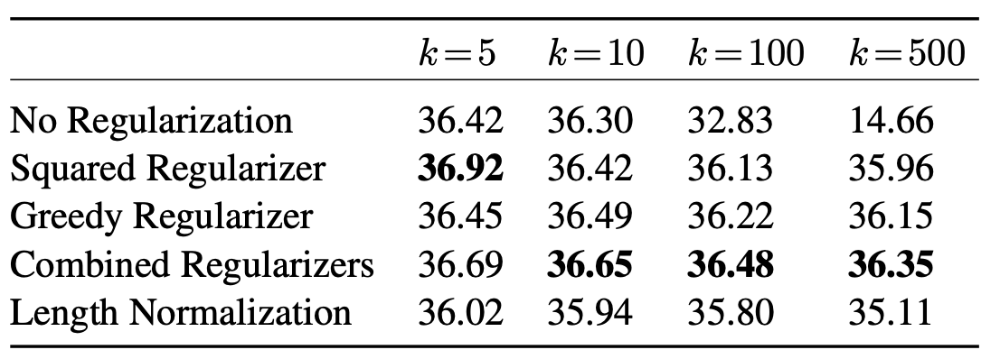 k=5 k=10 k=100 k=500
No Regularization 36.42 36.30 32.83 14.66
Squared Regularizer 36.92 36.42 36.13 35.96
Greedy Regularizer 36.45 36.49 36.22 36.15
Combined Regularizers 36.69 36.65 36.48 36.35
Length Normalization 36.02 35.94 35.80 35.11